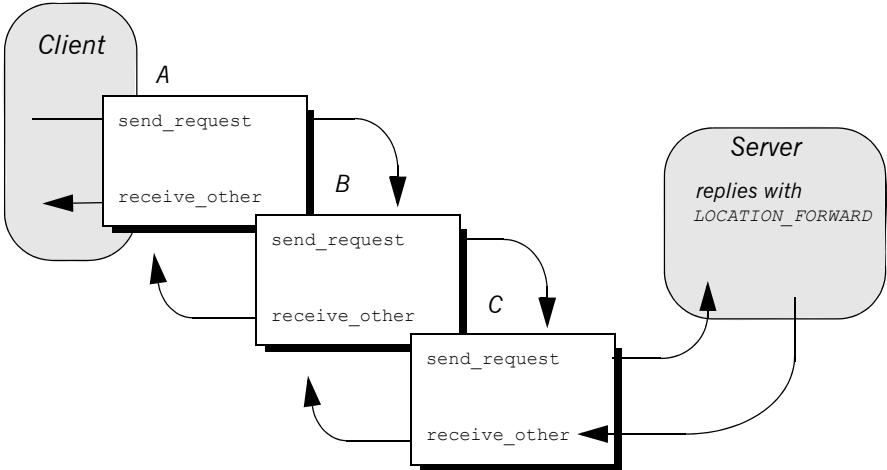 Client
A
send_request
receive_other
B
send_request
receive_other
C
send_request
receive_other
Server
replies with
LOCATION_FORWARD